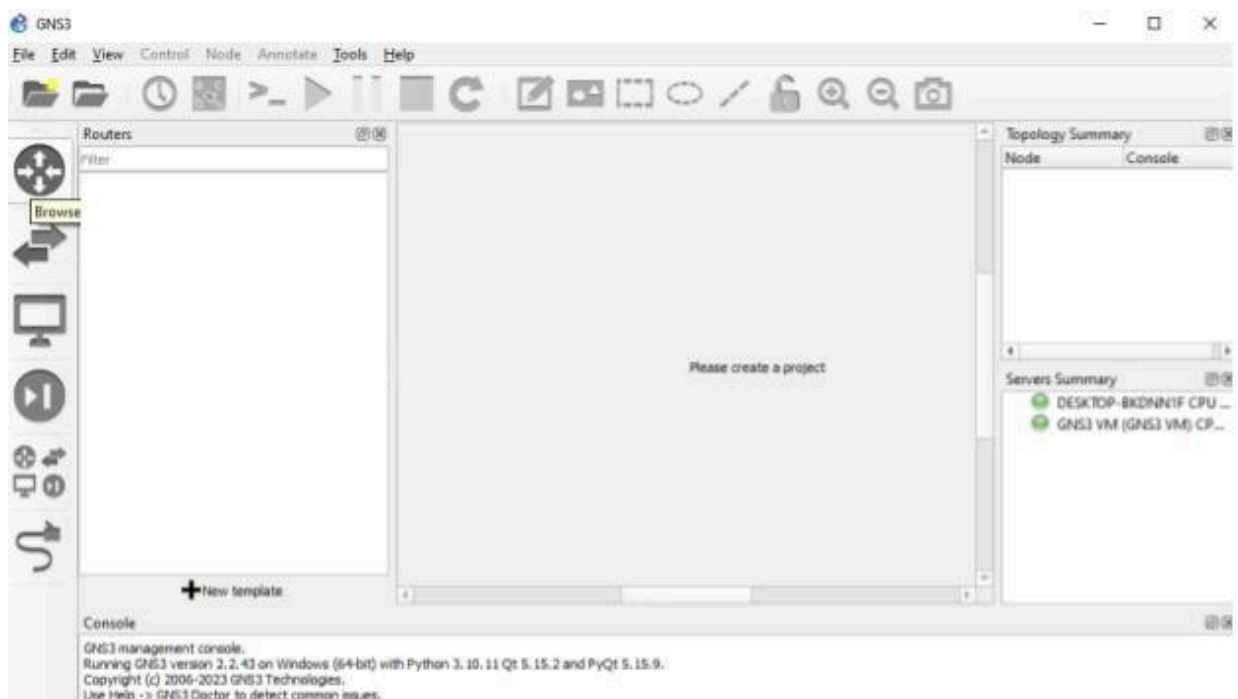 GNS3
File Edit View Control Node Annotate Tools Help
Routers
Filter
Browse
New template
Please create a project
Topology Summary
Node Console
Servers Summary
DESKTOP-BKDNN1F CPU ...
GNS3 VM (GNS3 VM) CP...
Console
GNS3 management console.
Running GNS3 version 2.2.43 on Windows (64-bit) with Python 3.10.11 Qt 5.15.2 and PyQt 5.15.9.
Copyright (c) 2006-2023 GNS3 Technologies.
Use Help -> GNS3 Doctor to detect common issues.